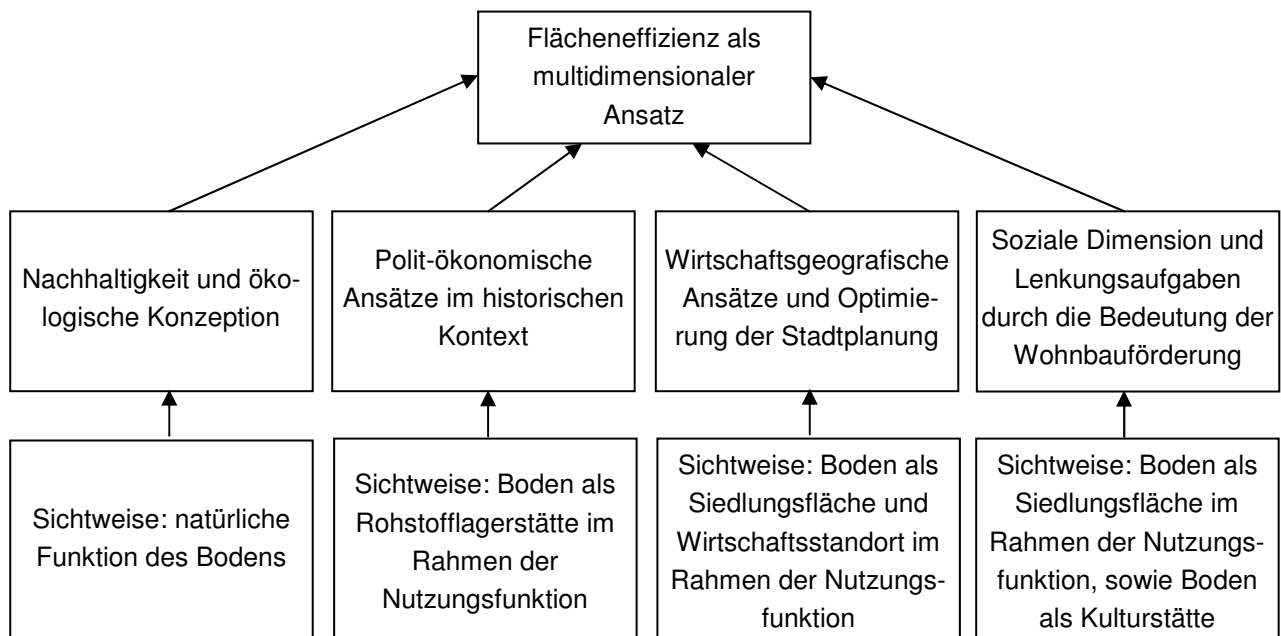 Flächeneffizienz als
multidimensionaler
Ansatz
Nachhaltigkeit und öko-
logische Konzeption
Polit-ökonomische
Ansätze im historischen
Kontext
Wirtschaftsgeografische
Ansätze und Optimie-
rung der Stadtplanung
Soziale Dimension und
Lenkungsaufgaben
durch die Bedeutung der
Wohnbauförderung
Sichtweise: natürliche
Funktion des Bodens
Sichtweise: Boden als
Rohstofflagerstätte im
Rahmen der
Nutzungsfunktion
Sichtweise: Boden als
Siedlungsfläche und
Wirtschaftsstandort im
Rahmen der Nutzungs-
funktion
Sichtweise: Boden als
Siedlungsfläche im
Rahmen der Nutzungs-
funktion, sowie Boden
als Kulturstätte